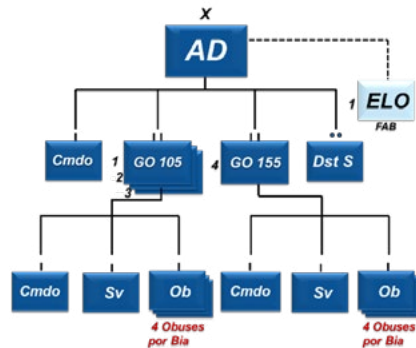 X
AD
1 ELO
FAB
Cmdo
1 GO 105
2
3
4 GO 155
Dst S
Cmdo
Sv
Ob
Cmdo
Sv
Ob
4 Obuses
por Bia
4 Obuses
por Bia